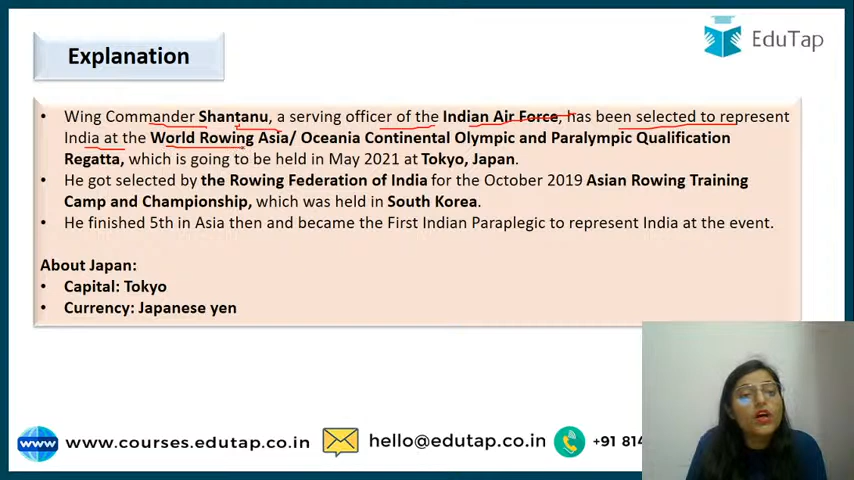 Explanation
EduTap
• Wing Commander Shantanu, a serving officer of the Indian Air Force, has been selected to represent
India at the World Rowing Asia/ Oceania Continental Olympic and Paralympic Qualification
Regatta, which is going to be held in May 2021 at Tokyo, Japan.
• He got selected by the Rowing Federation of India for the October 2019 Asian Rowing Training
Camp and Championship, which was held in South Korea.
• He finished 5th in Asia then and became the First Indian Paraplegic to represent India at the event.
About Japan:
• Capital: Tokyo
• Currency: Japanese yen
www www.courses.edutap.co.in hello@edutap.co.in +91 814